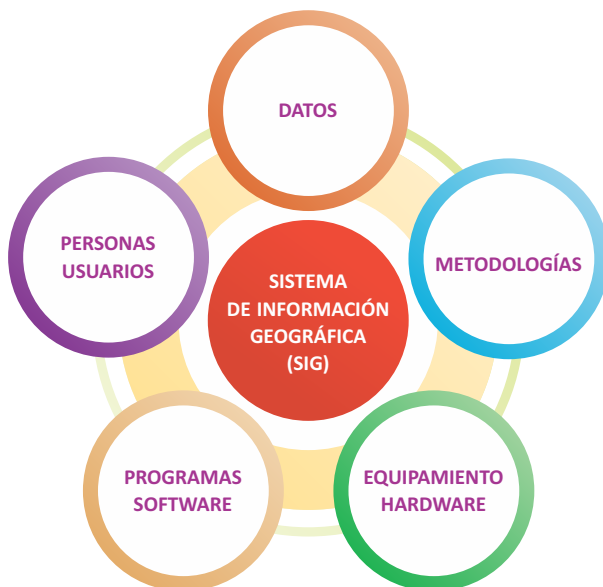 DATOS
PERSONAS
USUARIOS
METODOLOGÍAS
SISTEMA
DE INFORMACIÓN
GEOGRÁFICA
(SIG)
PROGRAMAS
SOFTWARE
EQUIPAMIENTO
HARDWARE